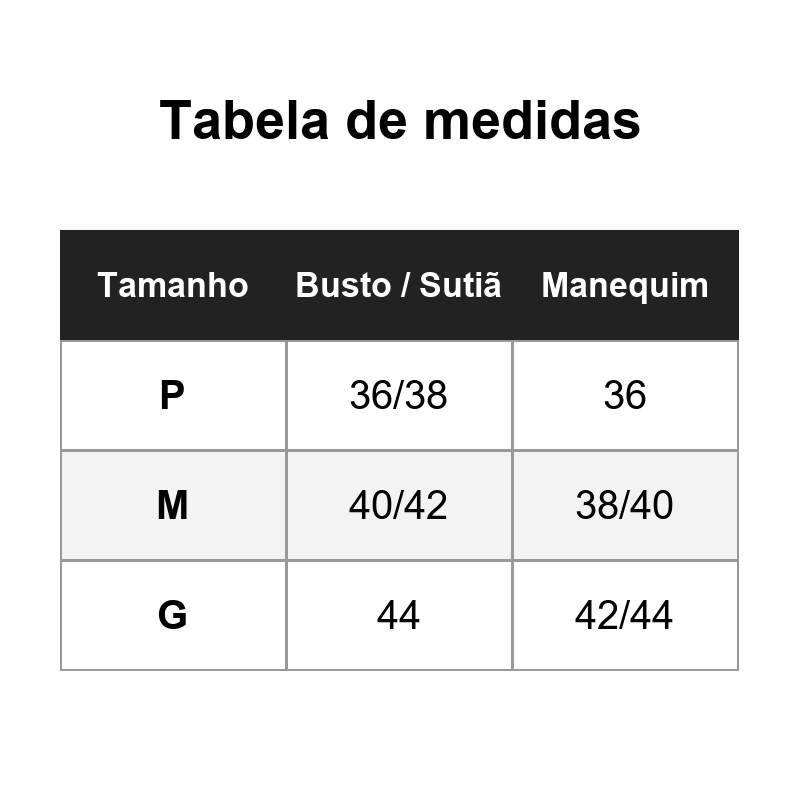 Tabela de medidas
Tamanho Busto / Sutiã Manequim
P 36/38 36
M 40/42 38/40
G 44 42/44